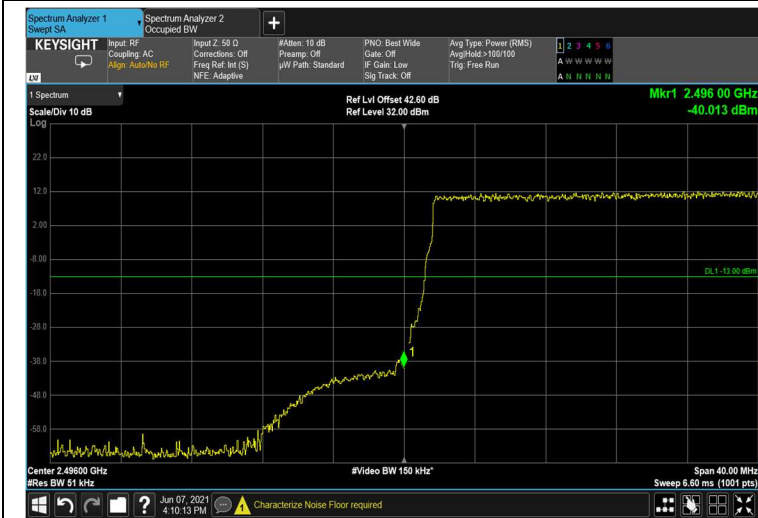 Spectrum Analyzer 1
Swept SA
Spectrum Analyzer 2
Occupied BW
KEYSIGHT
LXI
Input: RF
Coupling: AC
Align: Auto/No RF
Input Z: 50 Ω
Corrections: Off
Freq Ref: Int (S)
NFE: Adaptive
#Atten: 10 dB
Preamp: Off
µW Path: Standard
PNO: Best Wide
Gate: Off
IF Gain: Low
Sig Track: Off
Avg Type: Power (RMS)
Avg|Hold:>100/100
Trig: Free Run
1 2 3 4 5 6
A W W W W W
A N N N N N
1 Spectrum
Scale/Div 10 dB
Log
Ref Lvl Offset 42.60 dB
Ref Level 32.00 dBm
Mkr1 2.496 00 GHz
-40.013 dBm
22.0
12.0
2.00
-8.00
DL1 -13.00 dBm
-18.0
-28.0
-38.0
1
-48.0
-58.0
Center 2.49600 GHz
#Res BW 51 kHz
#Video BW 150 kHz*
Span 40.00 MHz
Sweep 6.60 ms (1001 pts)
?
Jun 07, 2021
4:10:13 PM
1
Characterize Noise Floor required